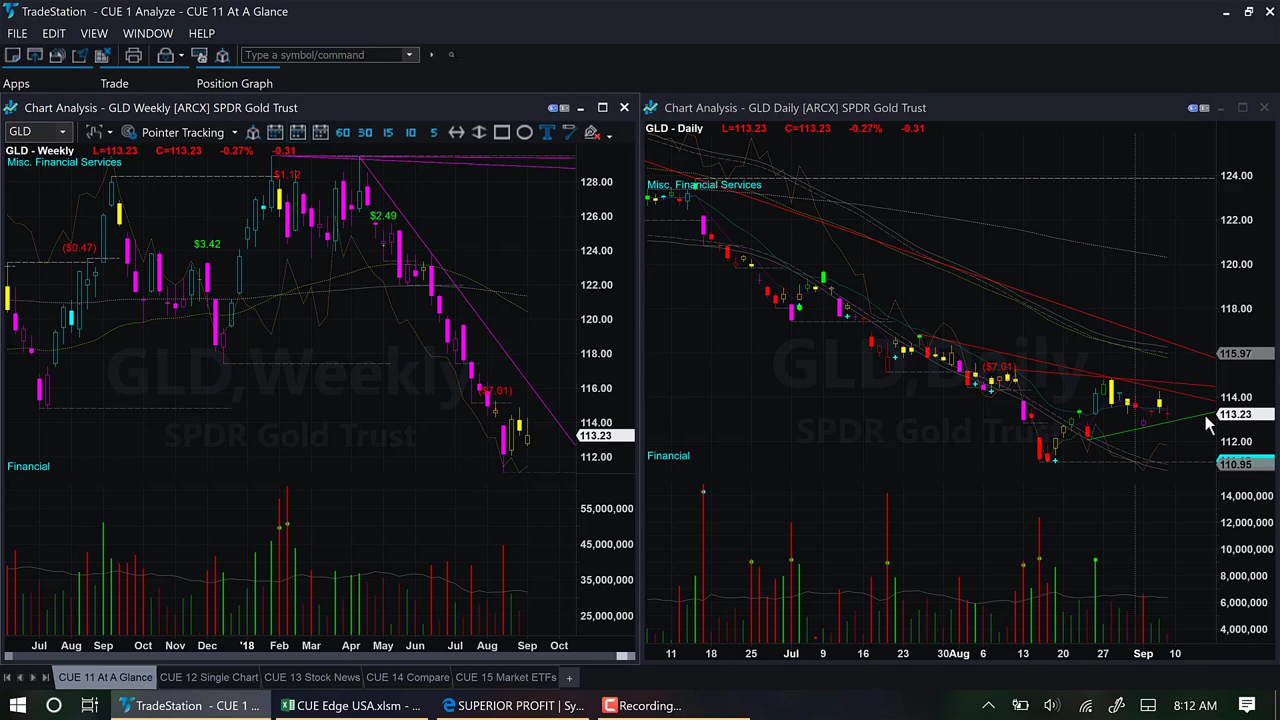 TradeStation - CUE 1 Analyze - CUE 11 At A Glance
FILE EDIT VIEW WINDOW HELP
Type a symbol/command
Apps Trade Position Graph
Chart Analysis - GLD Weekly [ARCX] SPDR Gold Trust
GLD Pointer Tracking 60 30 15 10 5
GLD - Weekly L=113.23 C=113.23 -0.27% -0.31
Misc. Financial Services
$1.12
($0.47)
$3.42
$2.49
($7.01)
GLD,Weekly
SPDR Gold Trust
Financial
128.00
126.00
124.00
122.00
120.00
118.00
116.00
114.00
113.23
112.00
55,000,000
45,000,000
35,000,000
25,000,000
Jul Aug Sep Oct Nov Dec '18 Feb Mar Apr May Jun Jul Aug Sep Oct
Chart Analysis - GLD Daily [ARCX] SPDR Gold Trust
GLD - Daily L=113.23 C=113.23 -0.27% -0.31
Misc. Financial Services
($7.01)
GLD,Daily
SPDR Gold Trust
Financial
124.00
122.00
120.00
118.00
115.97
114.00
113.23
112.00
110.95
14,000,000
12,000,000
10,000,000
8,000,000
6,000,000
4,000,000
11 18 25 Jul 9 16 23 30 Aug 6 13 20 27 Sep 10
CUE 11 At A Glance CUE 12 Single Chart CUE 13 Stock News CUE 14 Compare CUE 15 Market ETFs +
TradeStation - CUE 1 ... CUE Edge USA.xlsm - ... SUPERIOR PROFIT | Sy... Recording... 8:12 AM